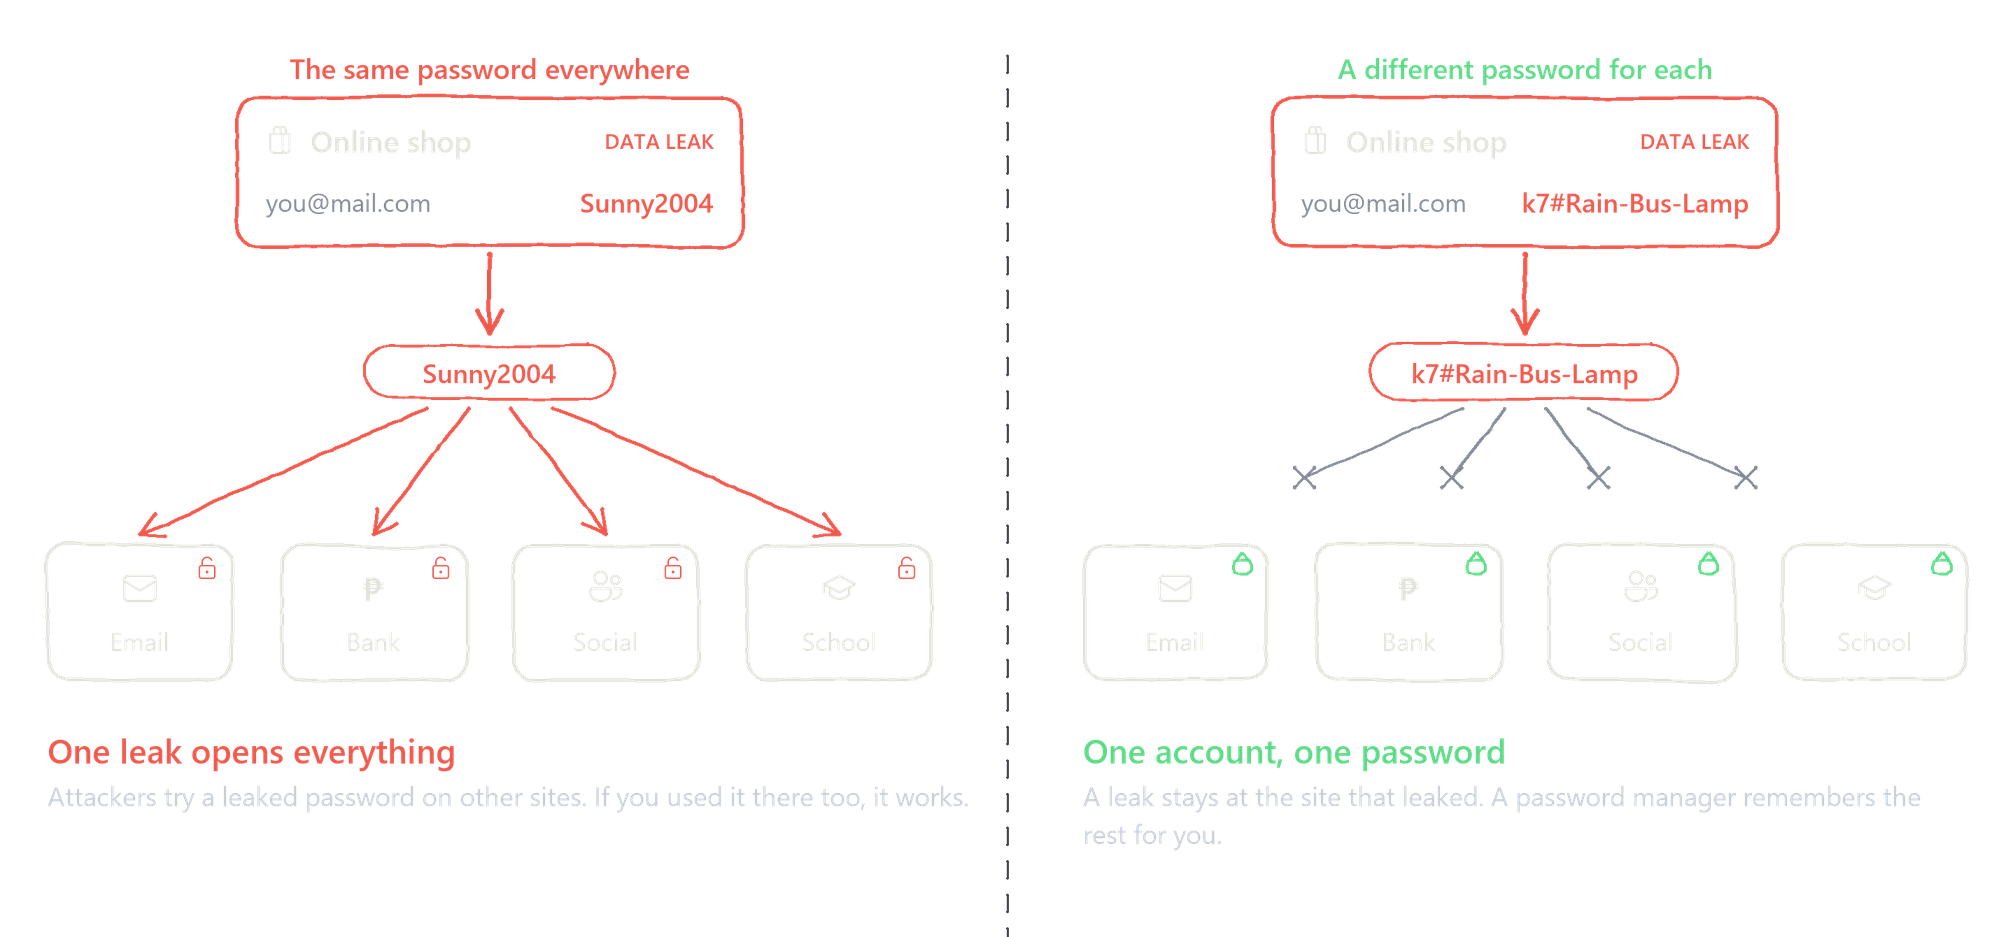 The same password everywhere
Online shop
DATA LEAK
you@mail.com
Sunny2004
Sunny2004
Email
Bank
Social
School
One leak opens everything
Attackers try a leaked password on other sites. If you used it there too, it works.
A different password for each
Online shop
DATA LEAK
you@mail.com
k7#Rain-Bus-Lamp
k7#Rain-Bus-Lamp
Email
Bank
Social
School
One account, one password
A leak stays at the site that leaked. A password manager remembers the
rest for you.